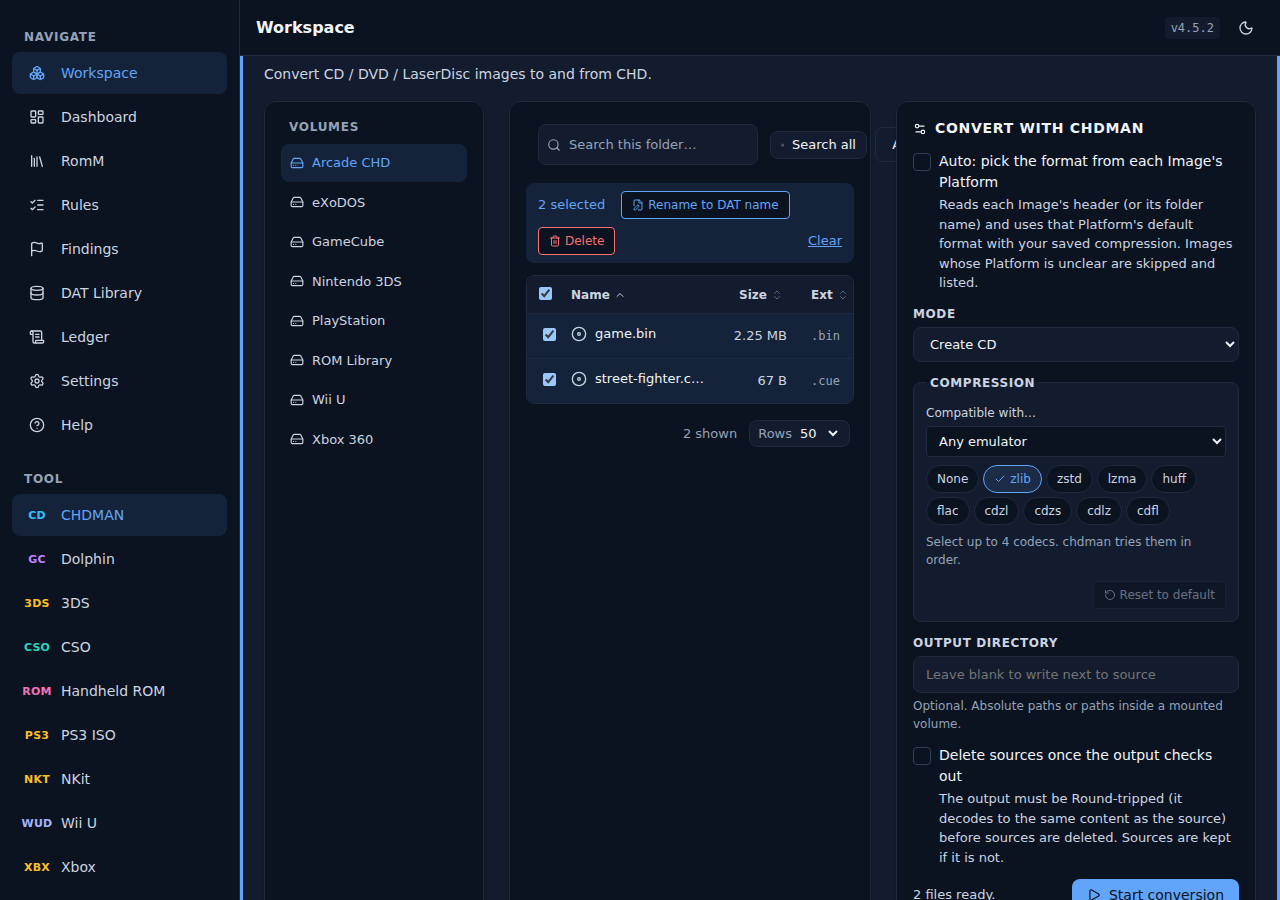 NAVIGATE
Workspace
Dashboard
RomM
Rules
Findings
DAT Library
Ledger
Settings
Help
TOOL
CD CHDMAN
GC Dolphin
3DS 3DS
CSO CSO
ROM Handheld ROM
PS3 PS3 ISO
NKT NKit
WUD Wii U
XBX Xbox
Workspace
v4.5.2
Convert CD / DVD / LaserDisc images to and from CHD.
VOLUMES
Arcade CHD
eXoDOS
GameCube
Nintendo 3DS
PlayStation
ROM Library
Wii U
Xbox 360
Search this folder…
Search all
2 selected
Rename to DAT name
Delete
Clear
Name Size Ext
game.bin 2.25 MB .bin
street-fighter.c… 67 B .cue
2 shown Rows 50
CONVERT WITH CHDMAN
Auto: pick the format from each Image's
Platform
Reads each Image's header (or its folder
name) and uses that Platform's default
format with your saved compression. Images
whose Platform is unclear are skipped and
listed.
MODE
Create CD
COMPRESSION
Compatible with…
Any emulator
None zlib zstd lzma huff
flac cdzl cdzs cdlz cdfl
Select up to 4 codecs. chdman tries them in
order.
Reset to default
OUTPUT DIRECTORY
Leave blank to write next to source
Optional. Absolute paths or paths inside a mounted
volume.
Delete sources once the output checks
out
The output must be Round-tripped (it
decodes to the same content as the source)
before sources are deleted. Sources are kept
if it is not.
2 files ready.
Start conversion